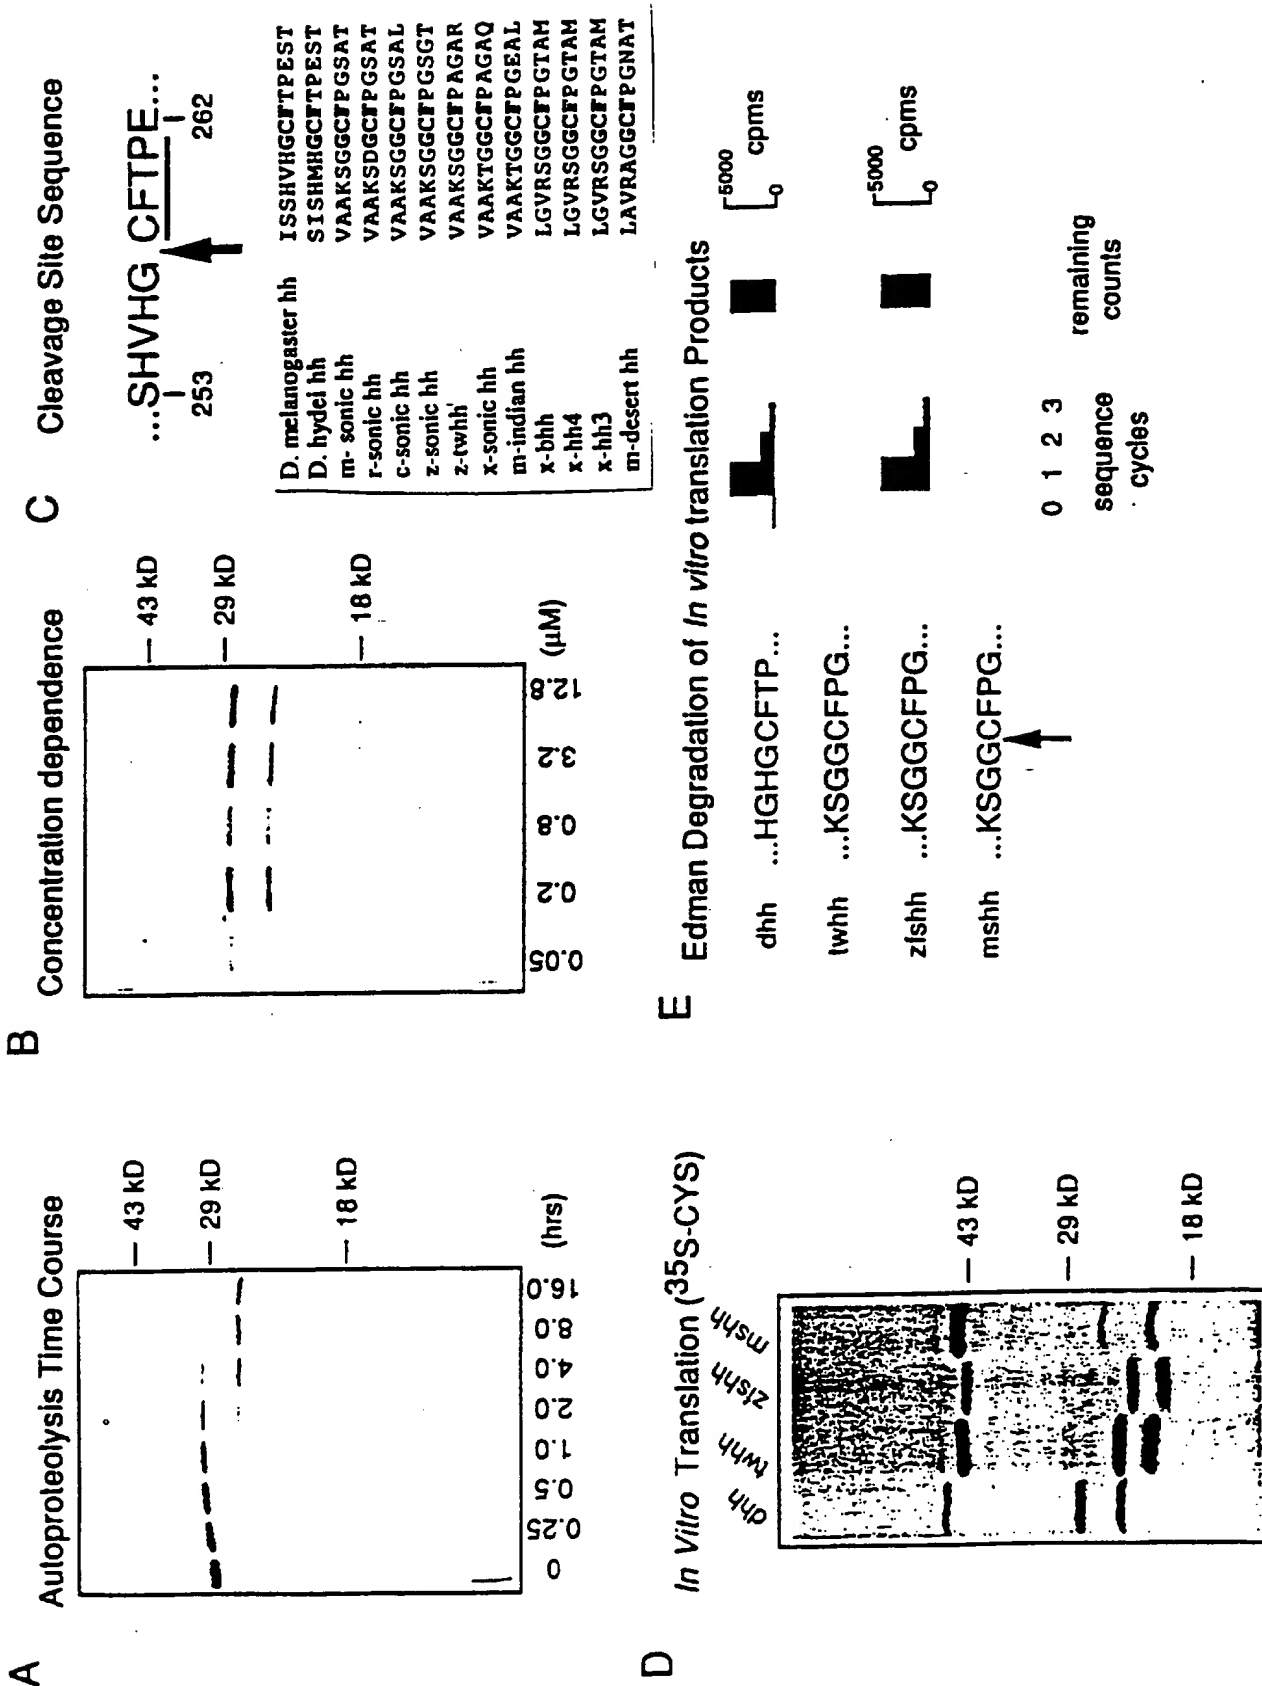 A
Autoproteolysis Time Course
43 kD
29 kD
18 kD
0 0.25 0.5 1.0 2.0 4.0 8.0 16.0 (hrs)
B
Concentration dependence
43 kD
29 kD
18 kD
0.05 0.2 0.8 3.2 12.8 (μM)
C
Cleavage Site Sequence
...SHVHG CFTPE...
253 262
D. melanogaster hh ISSHVHGCFTPEST
D. hydei hh SISHMHGCFTPEST
m- sonic hh VAAKSGGCFPGSAT
r-sonic hh VAAKSDGCFPGSAT
c-sonic hh VAAKSGGCFPGSAL
z-sonic hh VAAKSGGCFPGSGT
z-twhh' VAAKSGGCFPAGAR
x-sonic hh VAAKTGGCFPAGAQ
m-indian hh VAAKTGGCFPGEAL
x-bhh LGVRSGGCFPGTAM
x-hh4 LGVRSGGCFPGTAM
x-hh3 LGVRSGGCFPGTAM
m-desert hh LAVRAGGCFPGNAT
D
In Vitro Translation (35S-CYS)
dhh twhh zfshh mshh
43 kD
29 kD
18 kD
E
Edman Degradation of In vitro translation Products
dhh ...HGHGCFTP...
twhh ...KSGGCFPG...
zfshh ...KSGGCFPG...
mshh ...KSGGCFPG...
5000
cpms
0
5000
cpms
0
0 1 2 3
sequence
cycles
remaining
counts